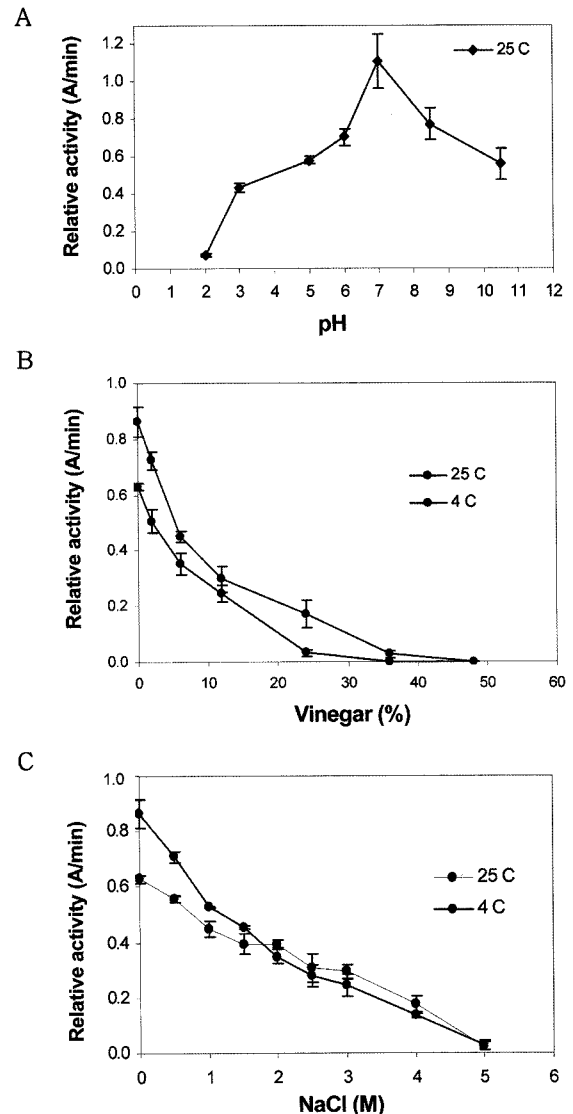 A
Relative activity (A/min)
1.2
1.0
0.8
0.6
0.4
0.2
0.0
25 C
0 1 2 3 4 5 6 7 8 9 10 11 12
pH
B
Relative activity (A/min)
1.0
0.8
0.6
0.4
0.2
0.0
25 C
4 C
0 10 20 30 40 50 60
Vinegar (%)
C
Relative activity (A/min)
1.0
0.8
0.6
0.4
0.2
0.0
25 C
4 C
0 1 2 3 4 5 6
NaCl (M)